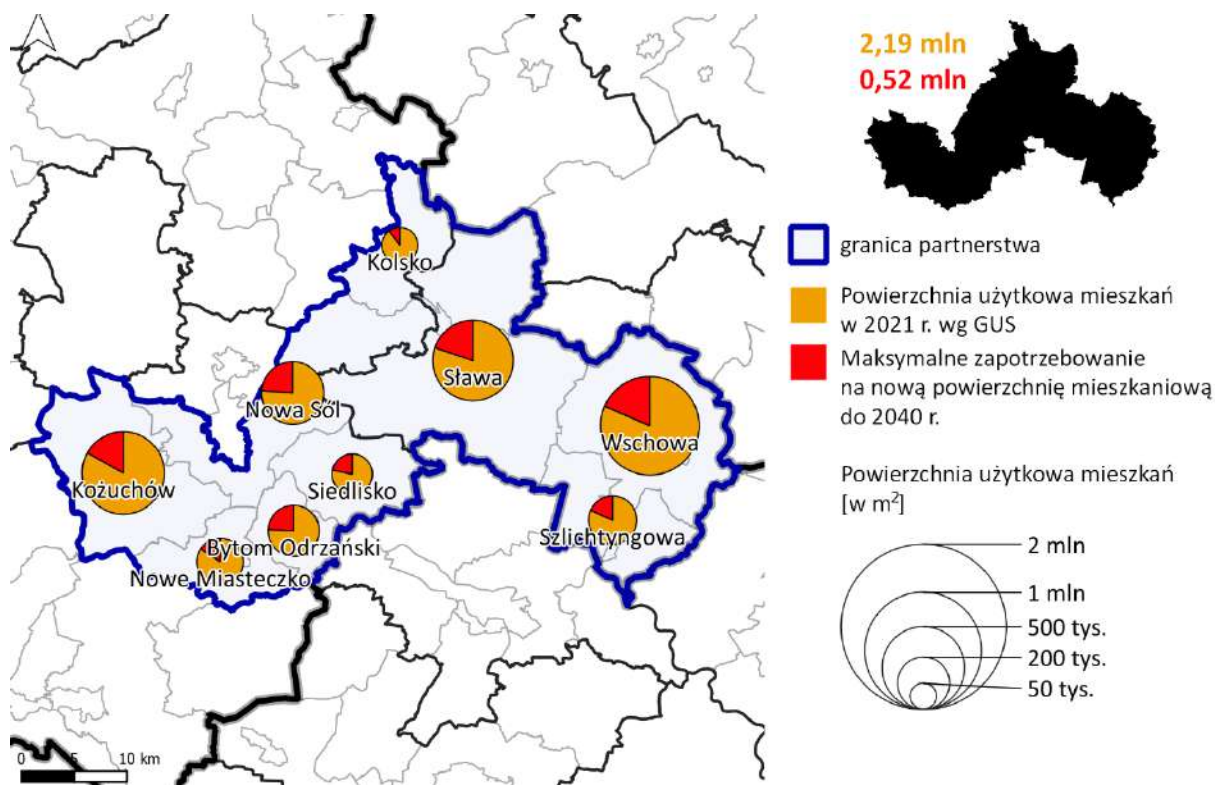 2,19 mln
0,52 mln
Kolsko
Sława
Nowa Sól
Wschowa
Kożuchów
Siedlisko
Szlichtyngowa
Bytom Odrzański
Nowe Miasteczko
0 5 10 km
granica partnerstwa
Powierzchnia użytkowa mieszkań
w 2021 r. wg GUS
Maksymalne zapotrzebowanie
na nową powierzchnię mieszkaniową
do 2040 r.
Powierzchnia użytkowa mieszkań
[w m²]
2 mln
1 mln
500 tys.
200 tys.
50 tys.